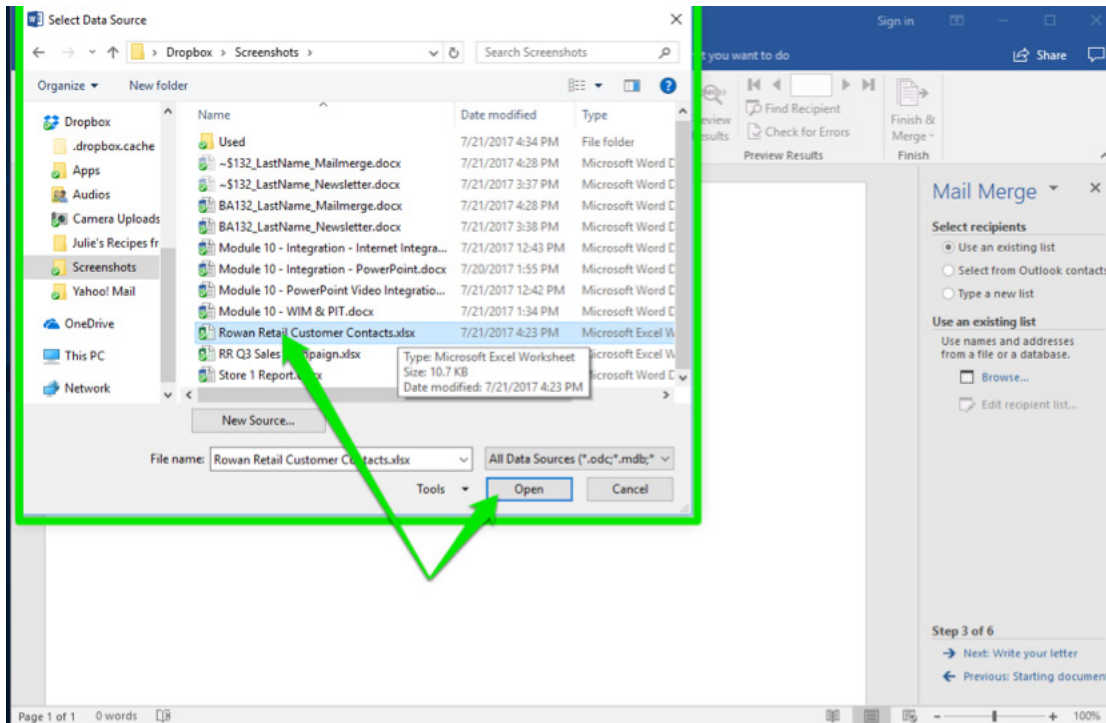 Select Data Source
Sign in
Dropbox > Screenshots >
Search Screenshots
t you want to do
Share
Organize
New folder
Name
Date modified
Type
Dropbox
.dropbox.cache
Apps
Audios
Camera Uploads
Julie's Recipes fr
Screenshots
Yahoo! Mail
OneDrive
This PC
Network
Used 7/21/2017 4:34 PM File folder
~$132_LastName_Mailmerge.docx 7/21/2017 4:28 PM Microsoft Word D
~$132_LastName_Newsletter.docx 7/21/2017 3:37 PM Microsoft Word D
BA132_LastName_Mailmerge.docx 7/21/2017 4:28 PM Microsoft Word D
BA132_LastName_Newsletter.docx 7/21/2017 3:38 PM Microsoft Word D
Module 10 - Integration - Internet Integra... 7/21/2017 12:43 PM Microsoft Word D
Module 10 - Integration - PowerPoint.docx 7/20/2017 1:55 PM Microsoft Word D
Module 10 - PowerPoint Video Integratio... 7/21/2017 12:42 PM Microsoft Word D
Module 10 - WIM & PIT.docx 7/21/2017 1:34 PM Microsoft Word D
Rowan Retail Customer Contacts.xlsx 7/21/2017 4:23 PM Microsoft Excel W
RR Q3 Sales paign.xlsx icrosoft Excel W
Store 1 Report. icrosoft Word D
Type: Microsoft Excel Worksheet
Size: 10.7 KB
Date modified: 7/21/2017 4:23 PM
New Source...
File name: Rowan Retail Customer Contacts.xlsx
All Data Sources (*.odc;*.mdb;*
Tools
Open
Cancel
eview
sults
Find Recipient
Check for Errors
Preview Results
Finish &
Merge
Finish
Mail Merge
Select recipients
Use an existing list
Select from Outlook contacts
Type a new list
Use an existing list
Use names and addresses
from a file or a database.
Browse...
Edit recipient list...
Step 3 of 6
Next: Write your letter
Previous: Starting documen
Page 1 of 1
0 words
100%